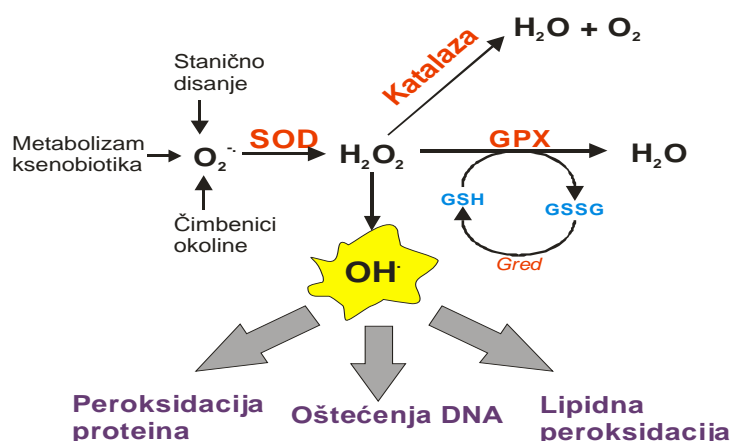 H₂O + O₂
Stanično
disanje
Katalaza
Metabolizam
ksenobiotika
O₂⁻·
SOD
H₂O₂
GPX
H₂O
GSH
GSSG
Čimbenici
okoline
Gred
OH·
Peroksidacija
proteina
Oštećenja DNA
Lipidna
peroksidacija